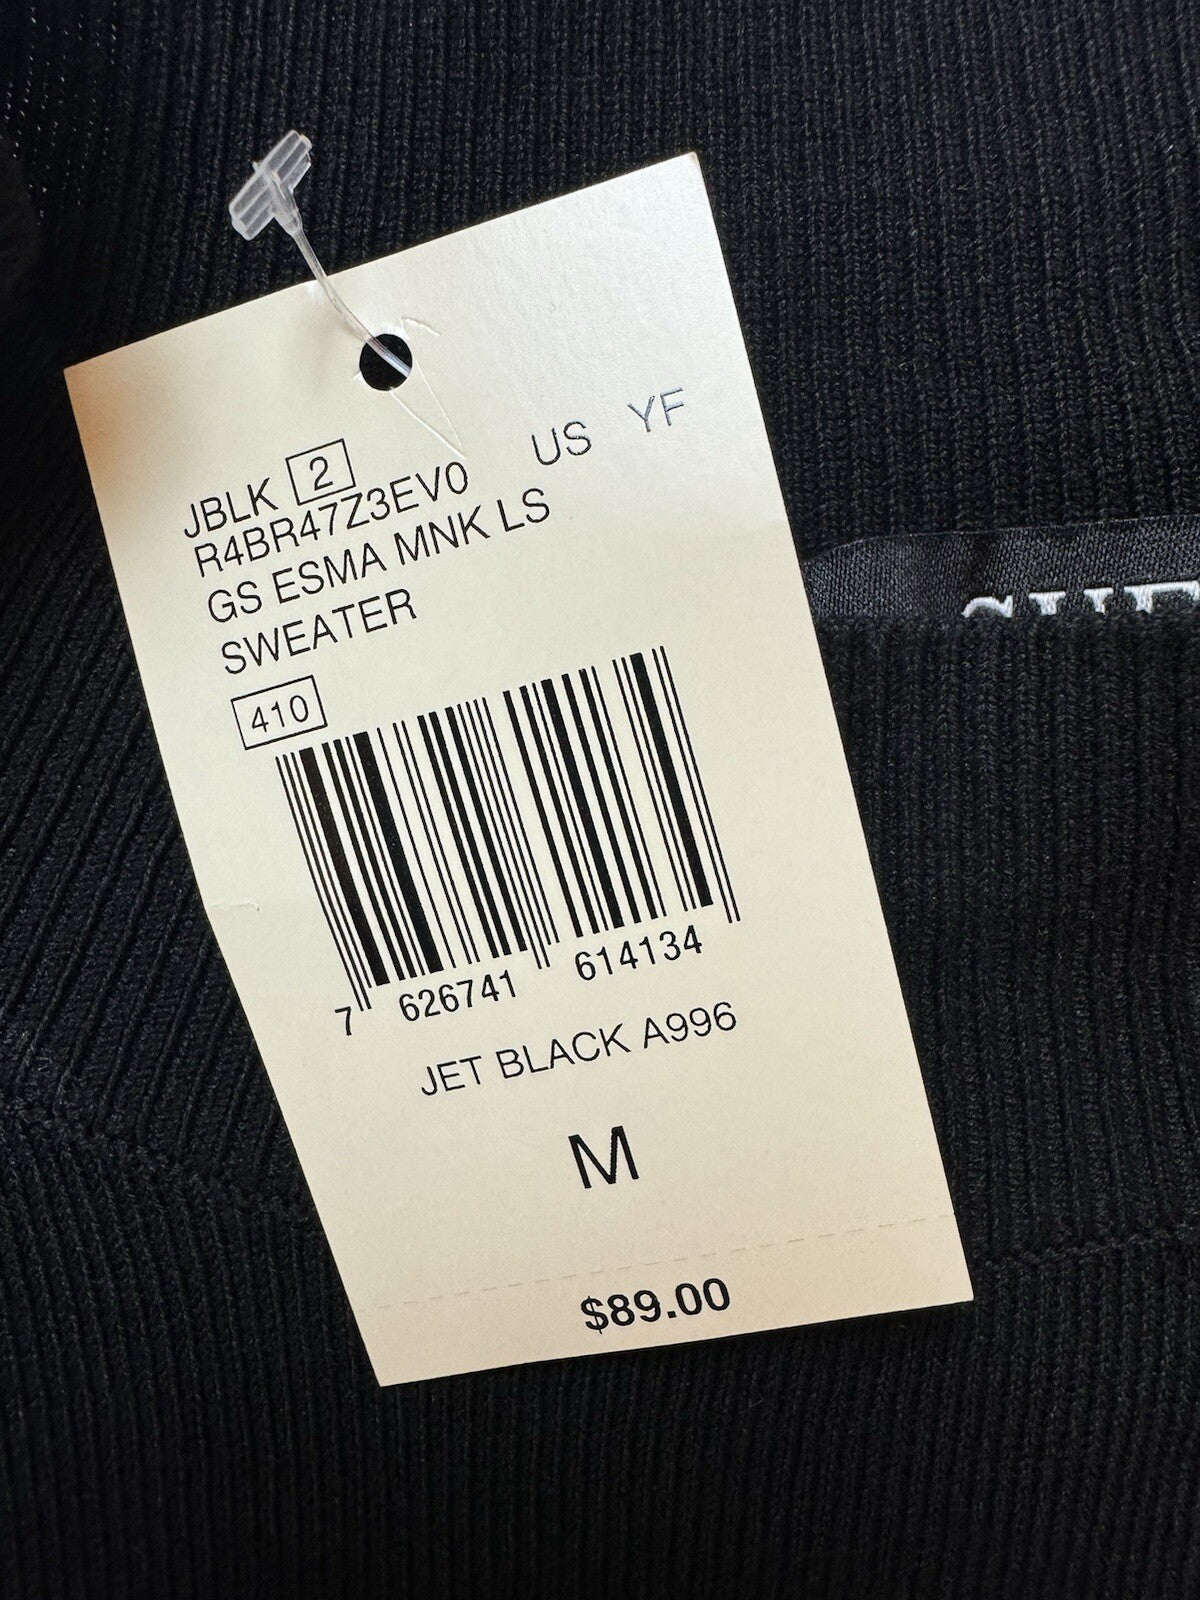 JBLK 2
R4BR47Z3EV0 US YF
GS ESMA MNK LS
SWEATER
410
7 626741 614134
JET BLACK A996
M
$89.00